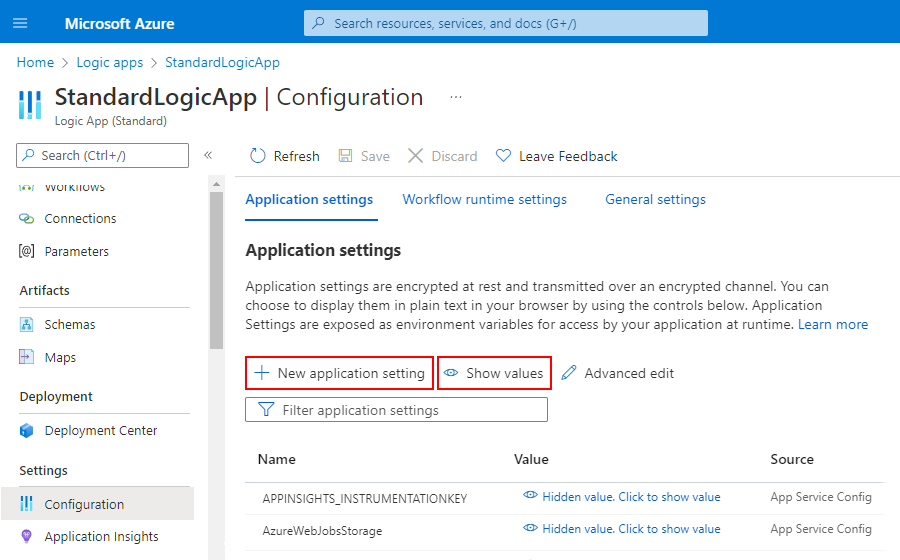 Microsoft Azure
Search resources, services, and docs (G+/)
Home > Logic apps > StandardLogicApp
StandardLogicApp | Configuration ...
Logic App (Standard)
Search (Ctrl+/)
«
Workflows
Connections
Parameters
Artifacts
Schemas
Maps
Deployment
Deployment Center
Settings
Configuration
Application Insights
Refresh Save Discard Leave Feedback
Application settings Workflow runtime settings General settings
Application settings
Application settings are encrypted at rest and transmitted over an encrypted channel. You can
choose to display them in plain text in your browser by using the controls below. Application
Settings are exposed as environment variables for access by your application at runtime. Learn more
New application setting Show values Advanced edit
Filter application settings
Name Value Source
APPINSIGHTS_INSTRUMENTATIONKEY Hidden value. Click to show value App Service Config
AzureWebJobsStorage Hidden value. Click to show value App Service Config